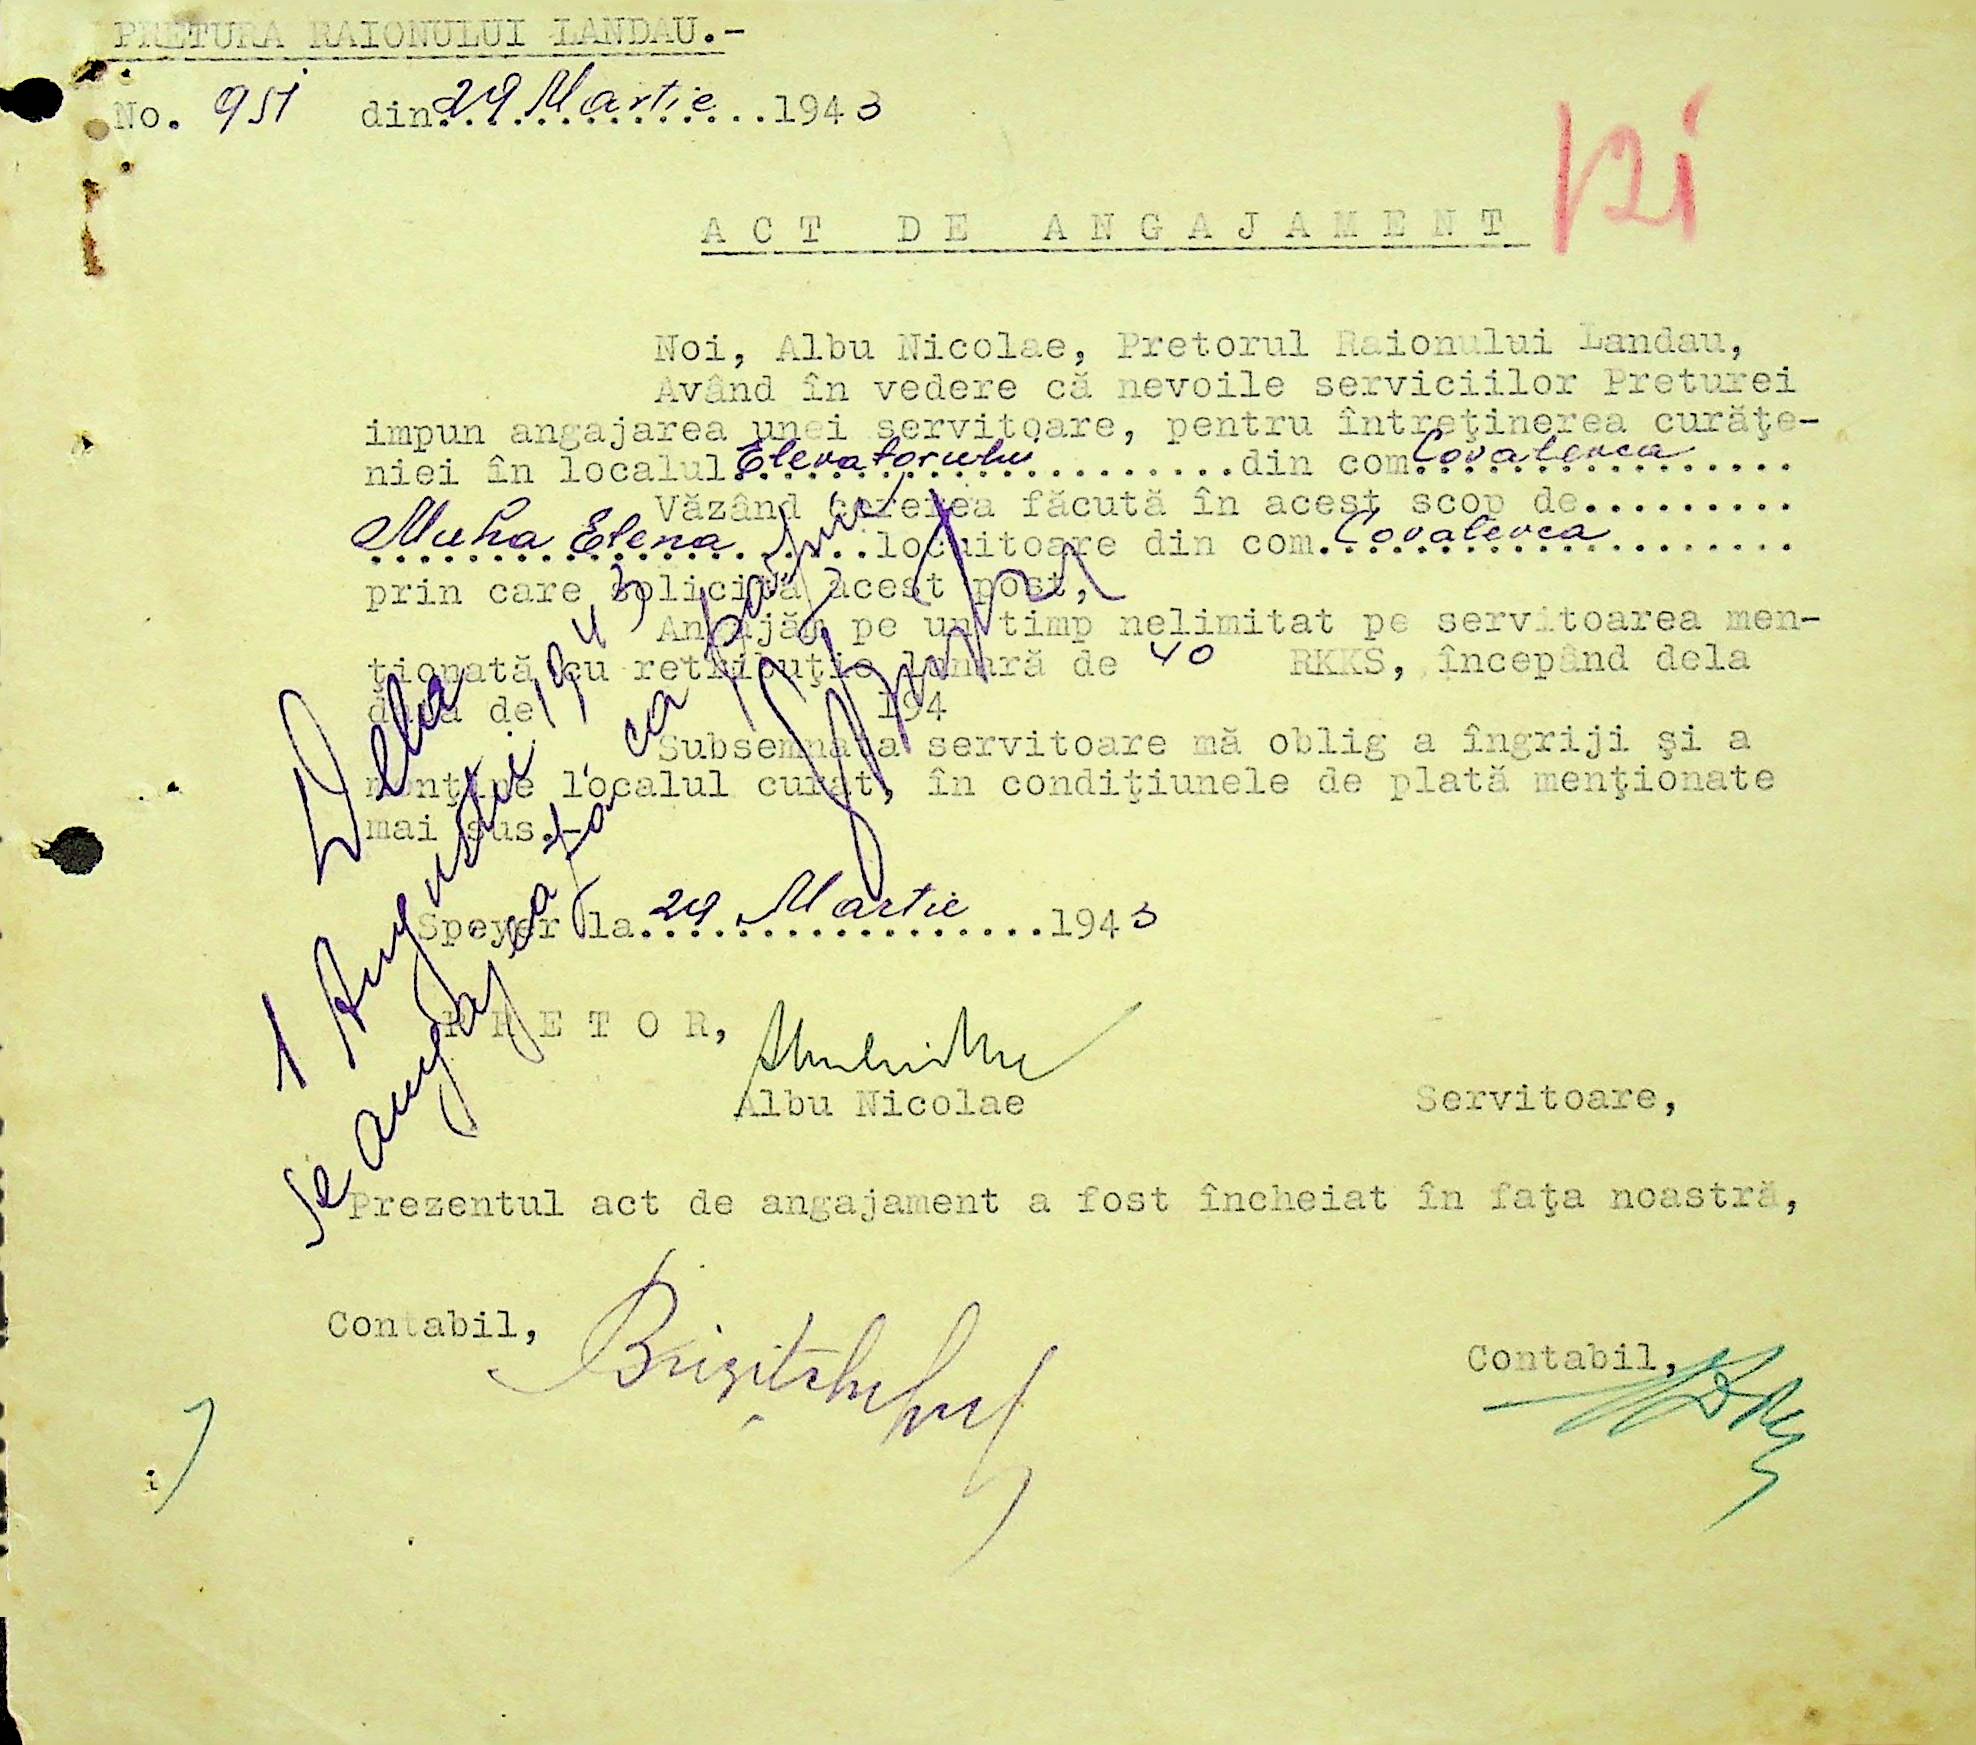 PRETURA RAIONULUI LANDAU.-
No. 951 din 29 Martie 1943
ACT DE ANGAJAMENT
Noi, Albu Nicolae, Pretorul Raionului Landau,
Având în vedere că nevoile serviciilor Preturei
impun angajarea unei servitoare, pentru întreţinerea curăţe-
niei în localul Elevatorului din com. Covalevca
Văzând cererea făcută în acest scop de.........
Muha Elena locuitoare din com. Covalevca
prin care solicită acest post,
Angajăm pe un timp nelimitat pe servitoarea men-
ţionată cu retribuţie lunară de 40 RKKS, începând dela
data de 194
Subsemnata servitoare mă oblig a îngriji şi a
menţine localul curat, în condiţiunele de plată menţionate
mai sus.-
Speyer la 29 Martie 1943
PRETOR,
Albu Nicolae
Servitoare,
Prezentul act de angajament a fost încheiat în faţa noastră,
Contabil,
Contabil,
Dela
1 August 1943
se angajează ca